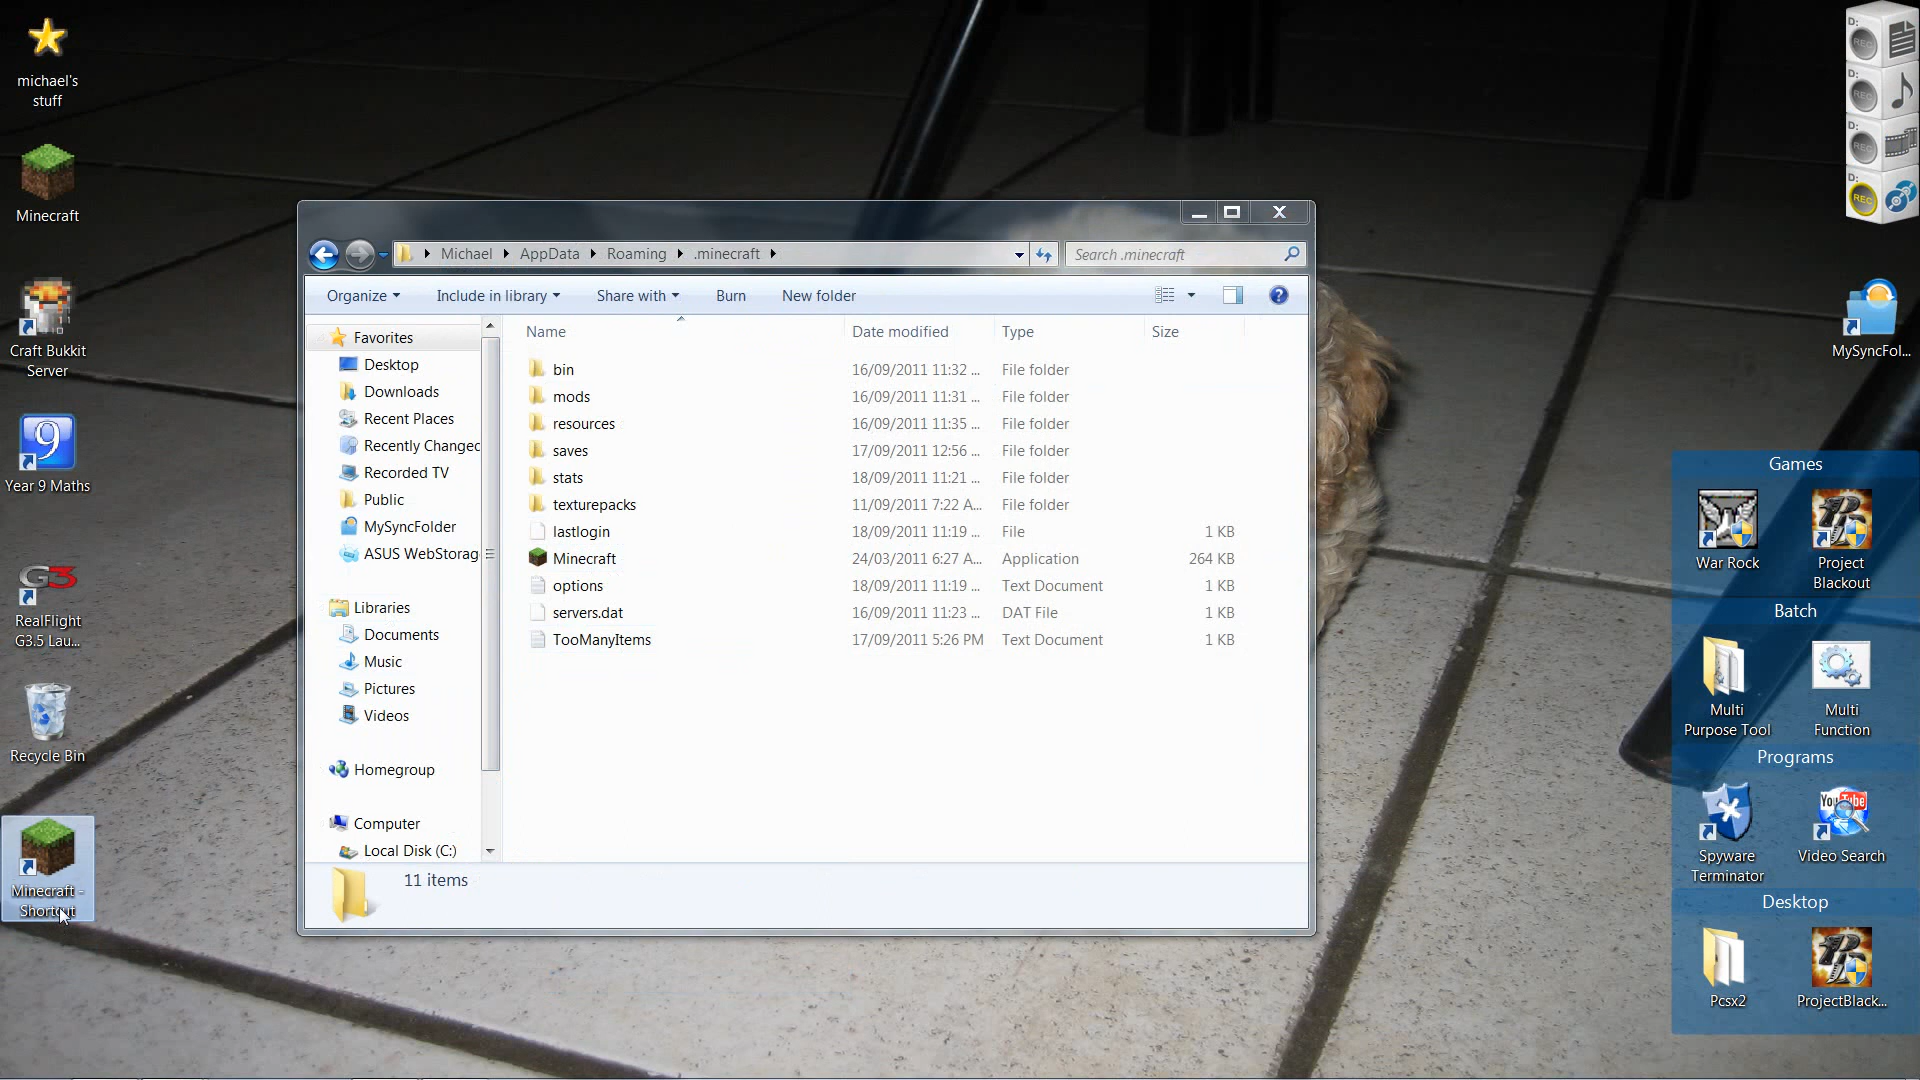 michael's
stuff
Minecraft
Craft Bukkit
Server
9
Year 9 Maths
G3
RealFlight
G3.5 Lau...
Recycle Bin
Minecraft -
Shortcut
Michael
AppData
Roaming
.minecraft
Search .minecraft
Organize
Include in library
Share with
Burn
New folder
?
Favorites
Desktop
Downloads
Recent Places
Recently Changec
Recorded TV
Public
MySyncFolder
ASUS WebStorag
Libraries
Documents
Music
Pictures
Videos
Homegroup
Computer
Local Disk (C:)
Name Date modified Type Size
bin 16/09/2011 11:32 ... File folder
mods 16/09/2011 11:31 ... File folder
resources 16/09/2011 11:35 ... File folder
saves 17/09/2011 12:56 ... File folder
stats 18/09/2011 11:21 ... File folder
texturepacks 11/09/2011 7:22 A... File folder
lastlogin 18/09/2011 11:19 ... File 1 KB
Minecraft 24/03/2011 6:27 A... Application 264 KB
options 18/09/2011 11:19 ... Text Document 1 KB
servers.dat 16/09/2011 11:23 ... DAT File 1 KB
TooManyItems 17/09/2011 5:26 PM Text Document 1 KB
11 items
D:
REC
D:
REC
D:
REC
D:
REC
MySyncFol...
Games
War Rock
Project
Blackout
Batch
Multi
Purpose Tool
Multi
Function
Programs
Spyware
Terminator
YouTube
Video Search
Desktop
Pcsx2
ProjectBlack...